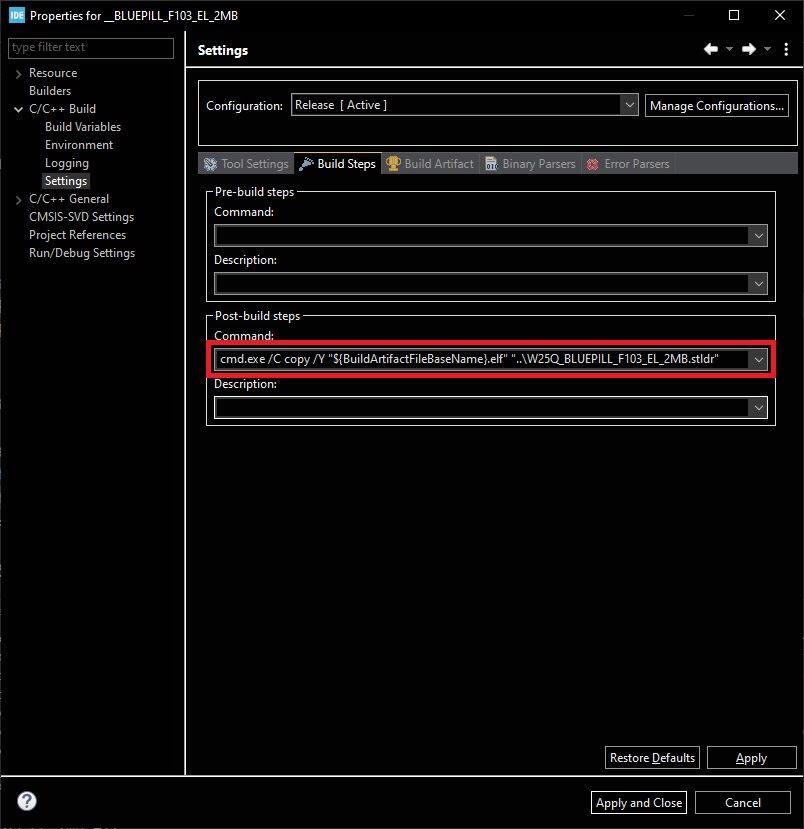 IDE Properties for __BLUEPILL_F103_EL_2MB
type filter text
Settings
Resource
Builders
C/C++ Build
Build Variables
Environment
Logging
Settings
C/C++ General
CMSIS-SVD Settings
Project References
Run/Debug Settings
Configuration: Release [ Active ] Manage Configurations...
Tool Settings Build Steps Build Artifact Binary Parsers Error Parsers
Pre-build steps
Command:
Description:
Post-build steps
Command:
cmd.exe /C copy /Y "${BuildArtifactFileBaseName}.elf" "..\W25Q_BLUEPILL_F103_EL_2MB.stldr"
Description:
Restore Defaults Apply
? Apply and Close Cancel